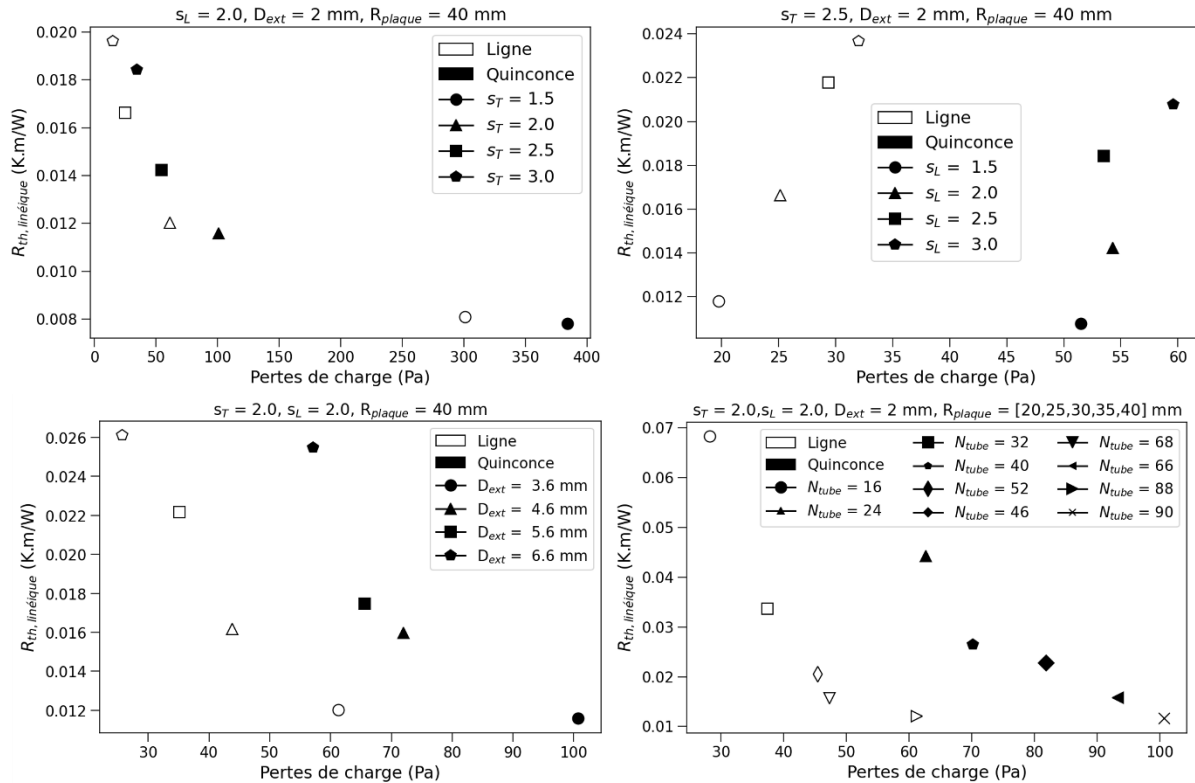 s_L = 2.0, D_ext = 2 mm, R_plaque = 40 mm
R_th, linéique (K.m/W)
0.020
0.018
0.016
0.014
0.012
0.010
0.008
Ligne
Quinconce
s_T = 1.5
s_T = 2.0
s_T = 2.5
s_T = 3.0
0 50 100 150 200 250 300 350 400
Pertes de charge (Pa)
s_T = 2.5, D_ext = 2 mm, R_plaque = 40 mm
R_th, linéique (K.m/W)
0.024
0.022
0.020
0.018
0.016
0.014
0.012
Ligne
Quinconce
s_L = 1.5
s_L = 2.0
s_L = 2.5
s_L = 3.0
20 25 30 35 40 45 50 55 60
Pertes de charge (Pa)
s_T = 2.0, s_L = 2.0, R_plaque = 40 mm
R_th, linéique (K.m/W)
0.026
0.024
0.022
0.020
0.018
0.016
0.014
0.012
Ligne
Quinconce
D_ext = 3.6 mm
D_ext = 4.6 mm
D_ext = 5.6 mm
D_ext = 6.6 mm
30 40 50 60 70 80 90 100
Pertes de charge (Pa)
s_T = 2.0,s_L = 2.0, D_ext = 2 mm, R_plaque = [20,25,30,35,40] mm
R_th, linéique (K.m/W)
0.07
0.06
0.05
0.04
0.03
0.02
0.01
Ligne
Quinconce
N_tube = 16
N_tube = 24
N_tube = 32
N_tube = 40
N_tube = 52
N_tube = 46
N_tube = 68
N_tube = 66
N_tube = 88
N_tube = 90
30 40 50 60 70 80 90 100
Pertes de charge (Pa)